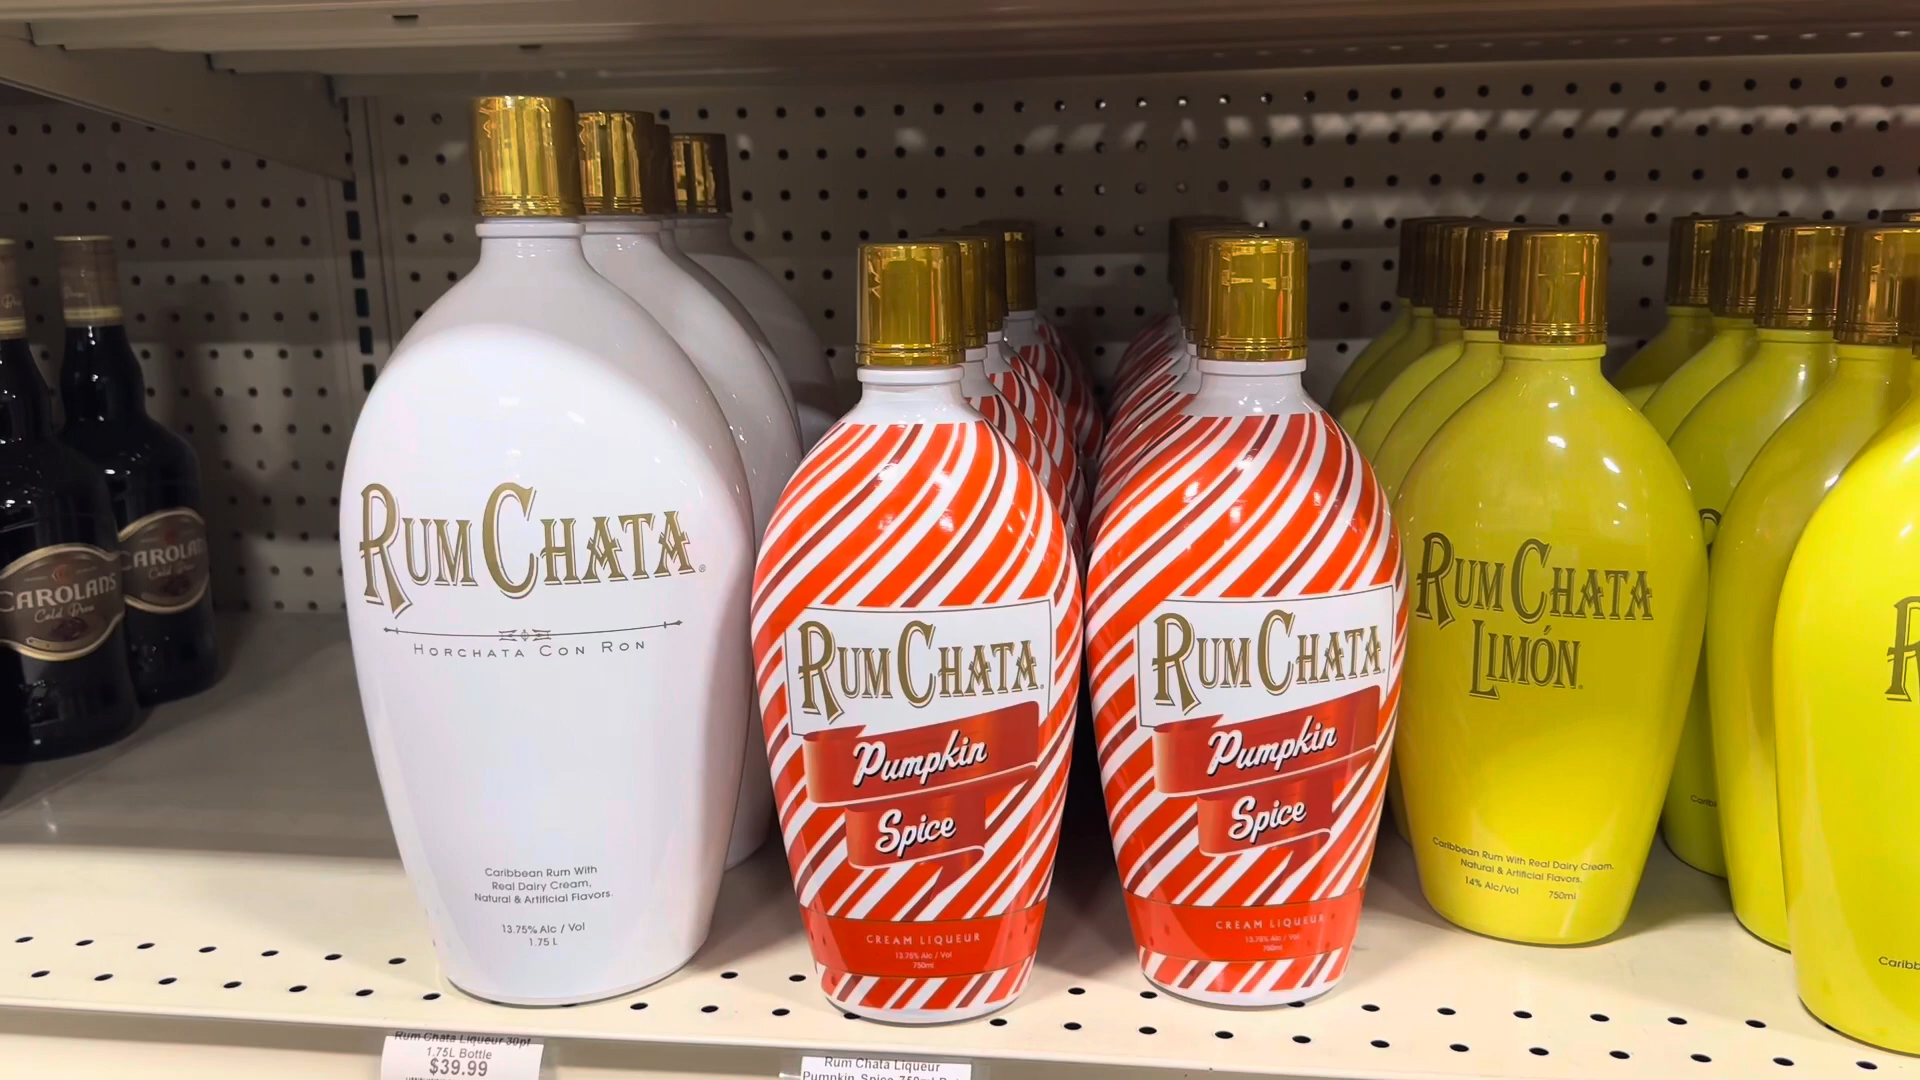 CAROLANS
Cold Brew
CAROLANS
Cold Brew
RUMCHATA®
HORCHATA CON RON
Caribbean Rum With
Real Dairy Cream,
Natural & Artificial Flavors.
13.75% Alc / Vol
1.75 L
RUMCHATA
Pumpkin
Spice
CREAM LIQUEUR
13.75% Alc / Vol
750ml
RUMCHATA
Pumpkin
Spice
CREAM LIQUEUR
13.75% Alc / Vol
750ml
RUMCHATA
LIMÓN
Caribbean Rum With Real Dairy Cream,
Natural & Artificial Flavors.
14% Alc/Vol 750ml
Rum Chata Liqueur 30pf
1.75L Bottle
$39.99
Rum Chata Liqueur
Pumpkin Spice 750ml